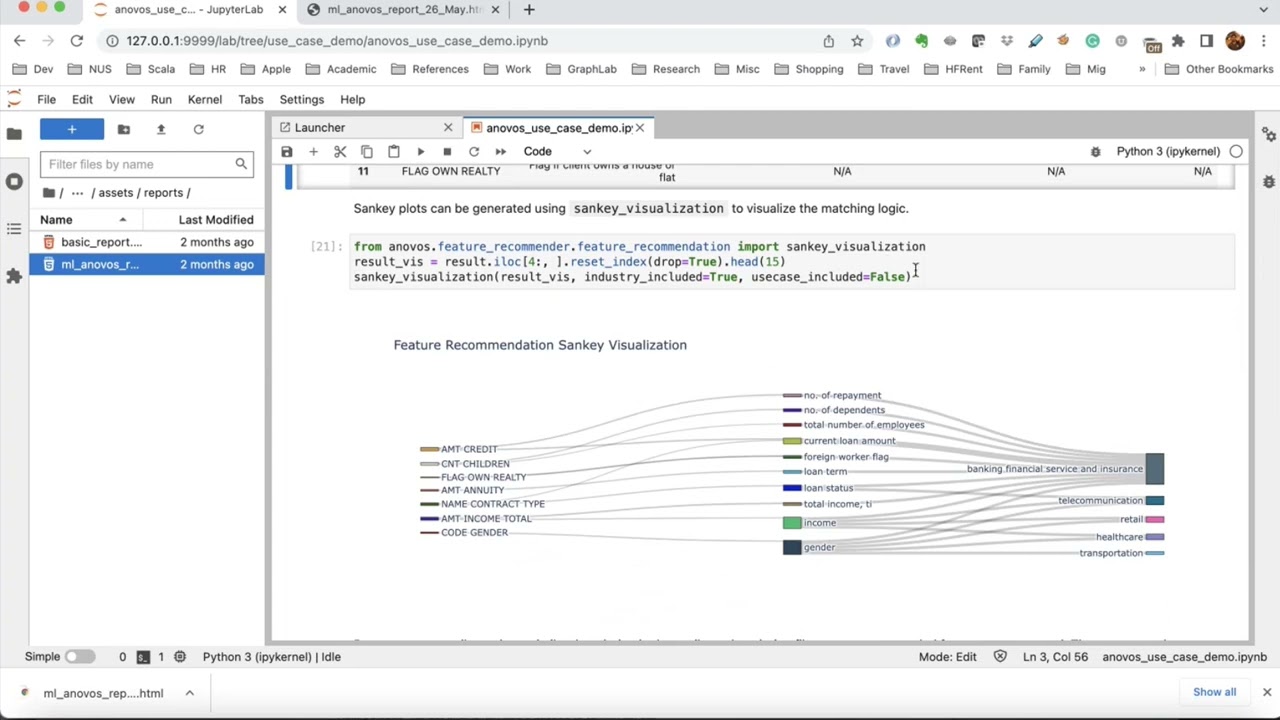 anovos_use_c... - JupyterLab
ml_anovos_report_26_May.ht
127.0.0.1:9999/lab/tree/use_case_demo/anovos_use_case_demo.ipynb
Off
Dev NUS Scala HR Apple Academic References Work GraphLab Research Misc Shopping Travel HFRent Family Mig » Other Bookmarks
File Edit View Run Kernel Tabs Settings Help
Launcher
anovos_use_case_demo.ip
Code
Python 3 (ipykernel)
Filter files by name
/ ... / assets / reports /
Name Last Modified
basic_report.... 2 months ago
ml_anovos_r... 2 months ago
11 FLAG OWN REALTY Flag if client owns a house or flat N/A N/A N/A
Sankey plots can be generated using sankey_visualization to visualize the matching logic.
[21]:
from anovos.feature_recommender.feature_recommendation import sankey_visualization
result_vis = result.iloc[4:, ].reset_index(drop=True).head(15)
sankey_visualization(result_vis, industry_included=True, usecase_included=False)
Feature Recommendation Sankey Visualization
AMT CREDIT
CNT CHILDREN
FLAG OWN REALTY
AMT ANNUITY
NAME CONTRACT TYPE
AMT INCOME TOTAL
CODE GENDER
no. of repayment
no. of dependents
total number of employees
current loan amount
foreign worker flag
loan term
loan status
total income, ti
income
gender
banking financial service and insurance
telecommunication
retail
healthcare
transportation
Simple 0 1 Python 3 (ipykernel) | Idle
Mode: Edit Ln 3, Col 56 anovos_use_case_demo.ipynb
ml_anovos_rep....html
Show all